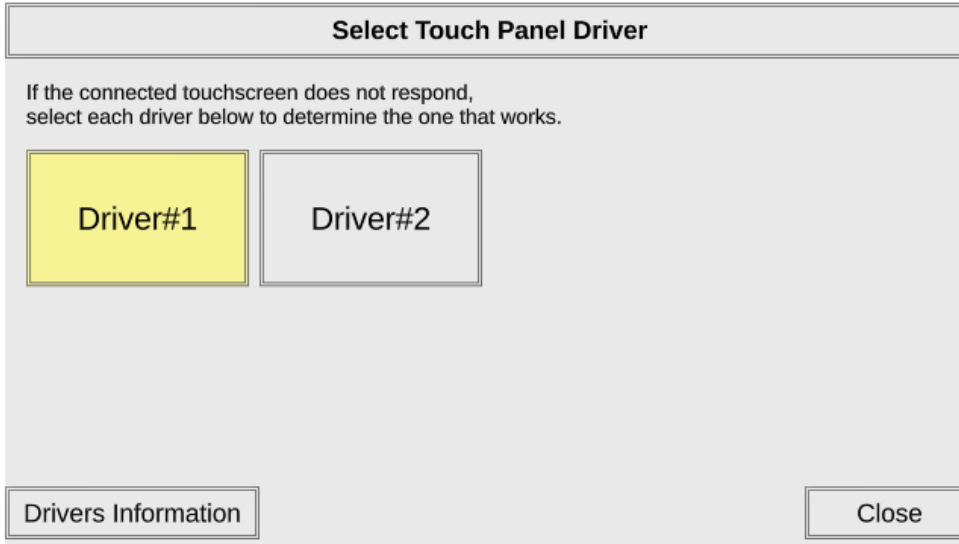 Select Touch Panel Driver
If the connected touchscreen does not respond,
select each driver below to determine the one that works.
Driver#1
Driver#2
Drivers Information
Close